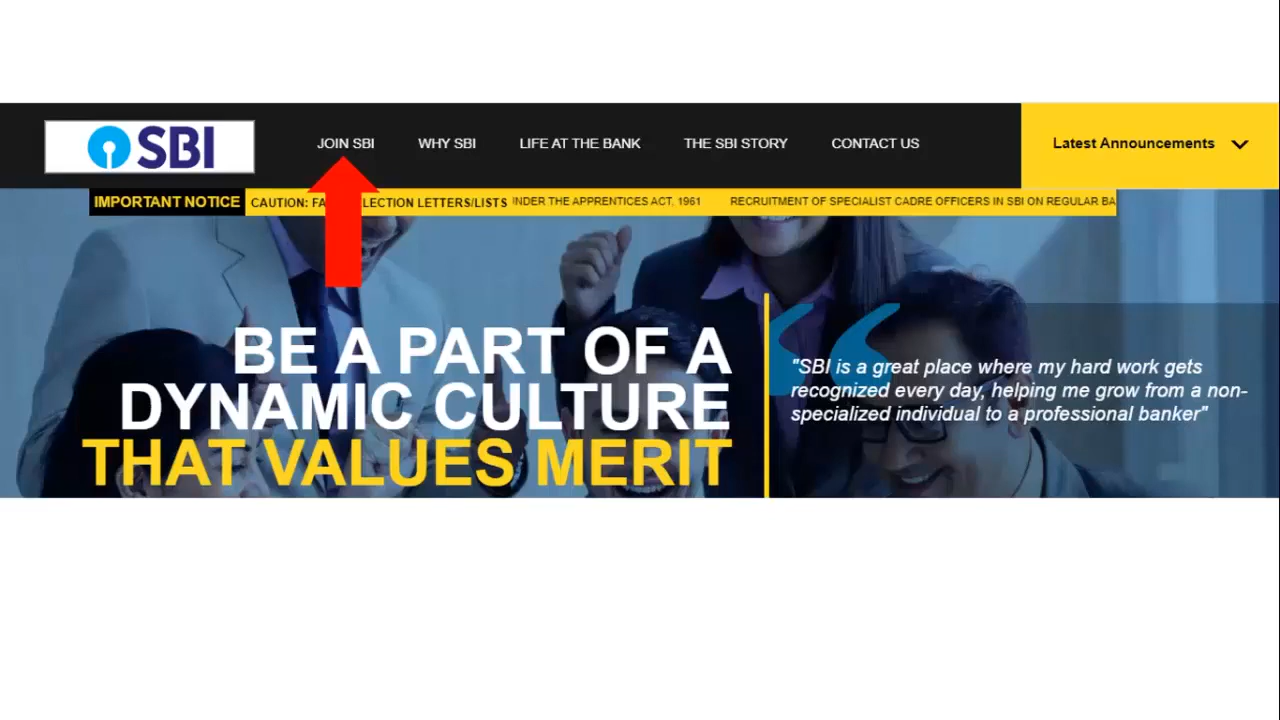 SBI
JOIN SBI
WHY SBI
LIFE AT THE BANK
THE SBI STORY
CONTACT US
Latest Announcements
IMPORTANT NOTICE
CAUTION: LECTION LETTERS/LISTS
NDER THE APPRENTICES ACT, 1961
RECRUITMENT OF SPECIALIST CADRE OFFICERS IN SBI ON REGULAR BA
BE A PART OF A
DYNAMIC CULTURE
THAT VALUES MERIT
"SBI is a great place where my hard work gets
recognized every day, helping me grow from a non-
specialized individual to a professional banker"